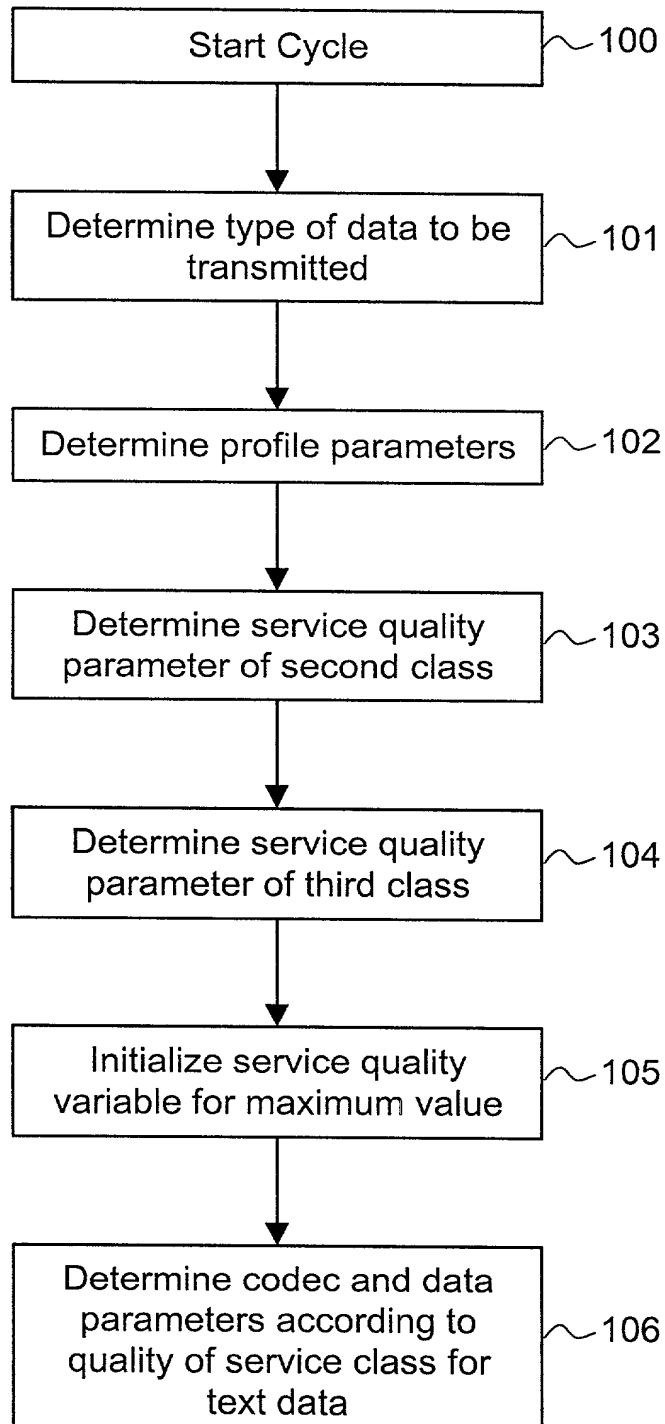 Start Cycle
100
Determine type of data to be
transmitted
101
Determine profile parameters
102
Determine service quality
parameter of second class
103
Determine service quality
parameter of third class
104
Initialize service quality
variable for maximum value
105
Determine codec and data
parameters according to
quality of service class for
text data
106